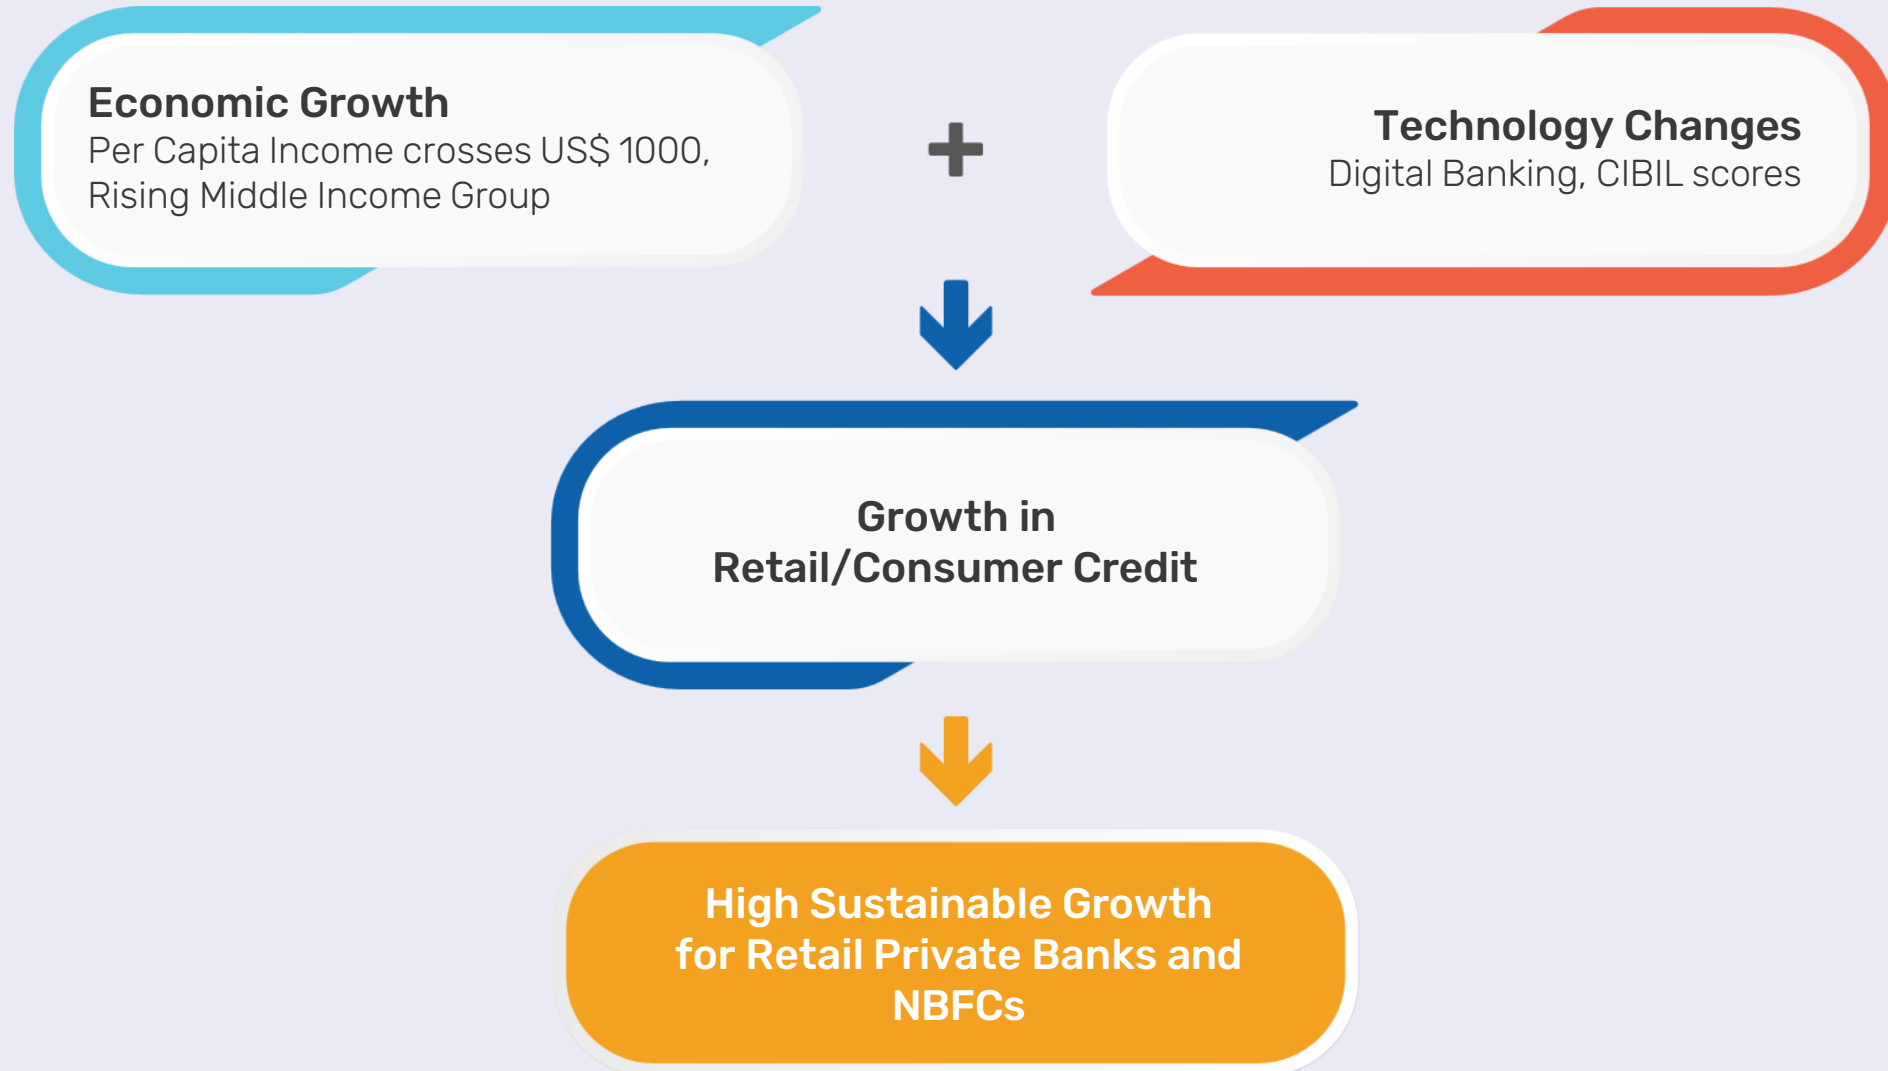 Economic Growth
Per Capita Income crosses US$ 1000,
Rising Middle Income Group
+
Technology Changes
Digital Banking, CIBIL scores
Growth in
Retail/Consumer Credit
High Sustainable Growth
for Retail Private Banks and
NBFCs